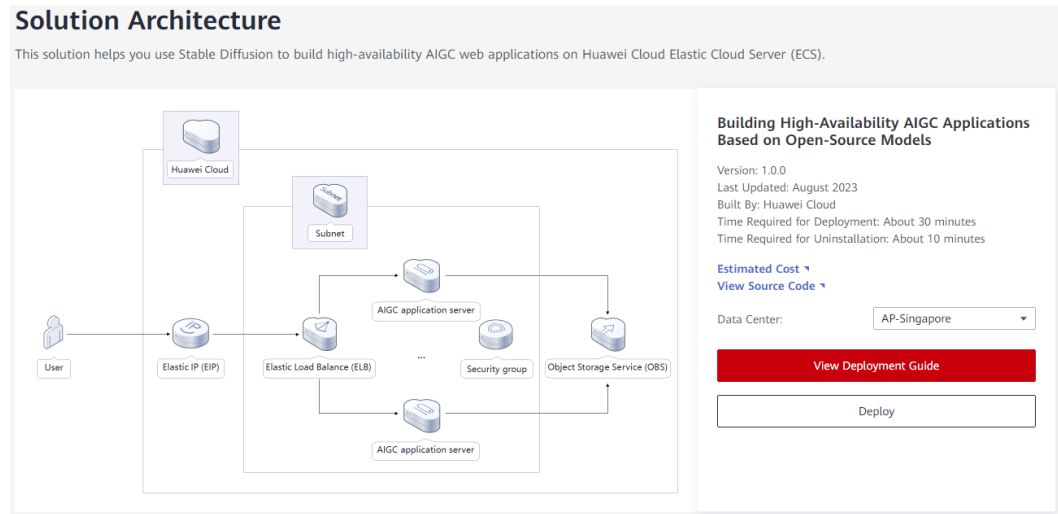 Solution Architecture
This solution helps you use Stable Diffusion to build high-availability AIGC web applications on Huawei Cloud Elastic Cloud Server (ECS).
Huawei Cloud
Subnet
Subnet
AIGC application server
IP
User
Elastic IP (EIP)
Elastic Load Balance (ELB)
...
Security group
Object Storage Service (OBS)
AIGC application server
Building High-Availability AIGC Applications
Based on Open-Source Models
Version: 1.0.0
Last Updated: August 2023
Built By: Huawei Cloud
Time Required for Deployment: About 30 minutes
Time Required for Uninstallation: About 10 minutes
Estimated Cost
View Source Code
Data Center:
AP-Singapore
View Deployment Guide
Deploy